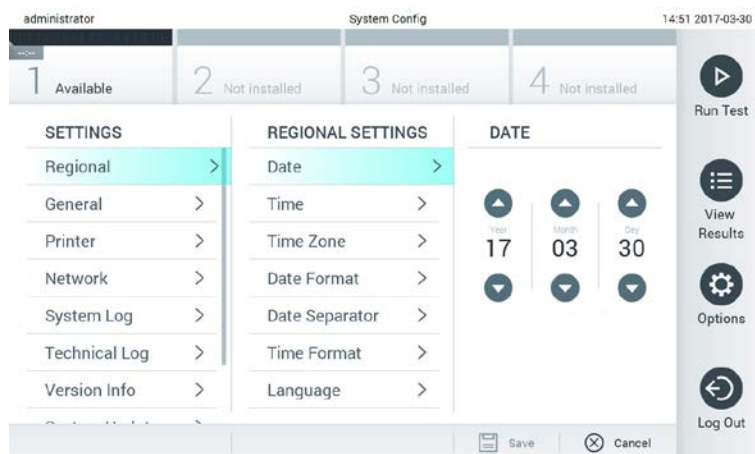 administrator System Config 14:51 2017-03-30
--:--
1 Available 2 Not installed 3 Not installed 4 Not installed
Run Test
SETTINGS REGIONAL SETTINGS DATE
Regional Date
General Time
Printer Time Zone
Network Date Format
System Log Date Separator
Technical Log Time Format
Version Info Language
Year Month Day
17 03 30
View
Results
Options
Log Out
Save Cancel